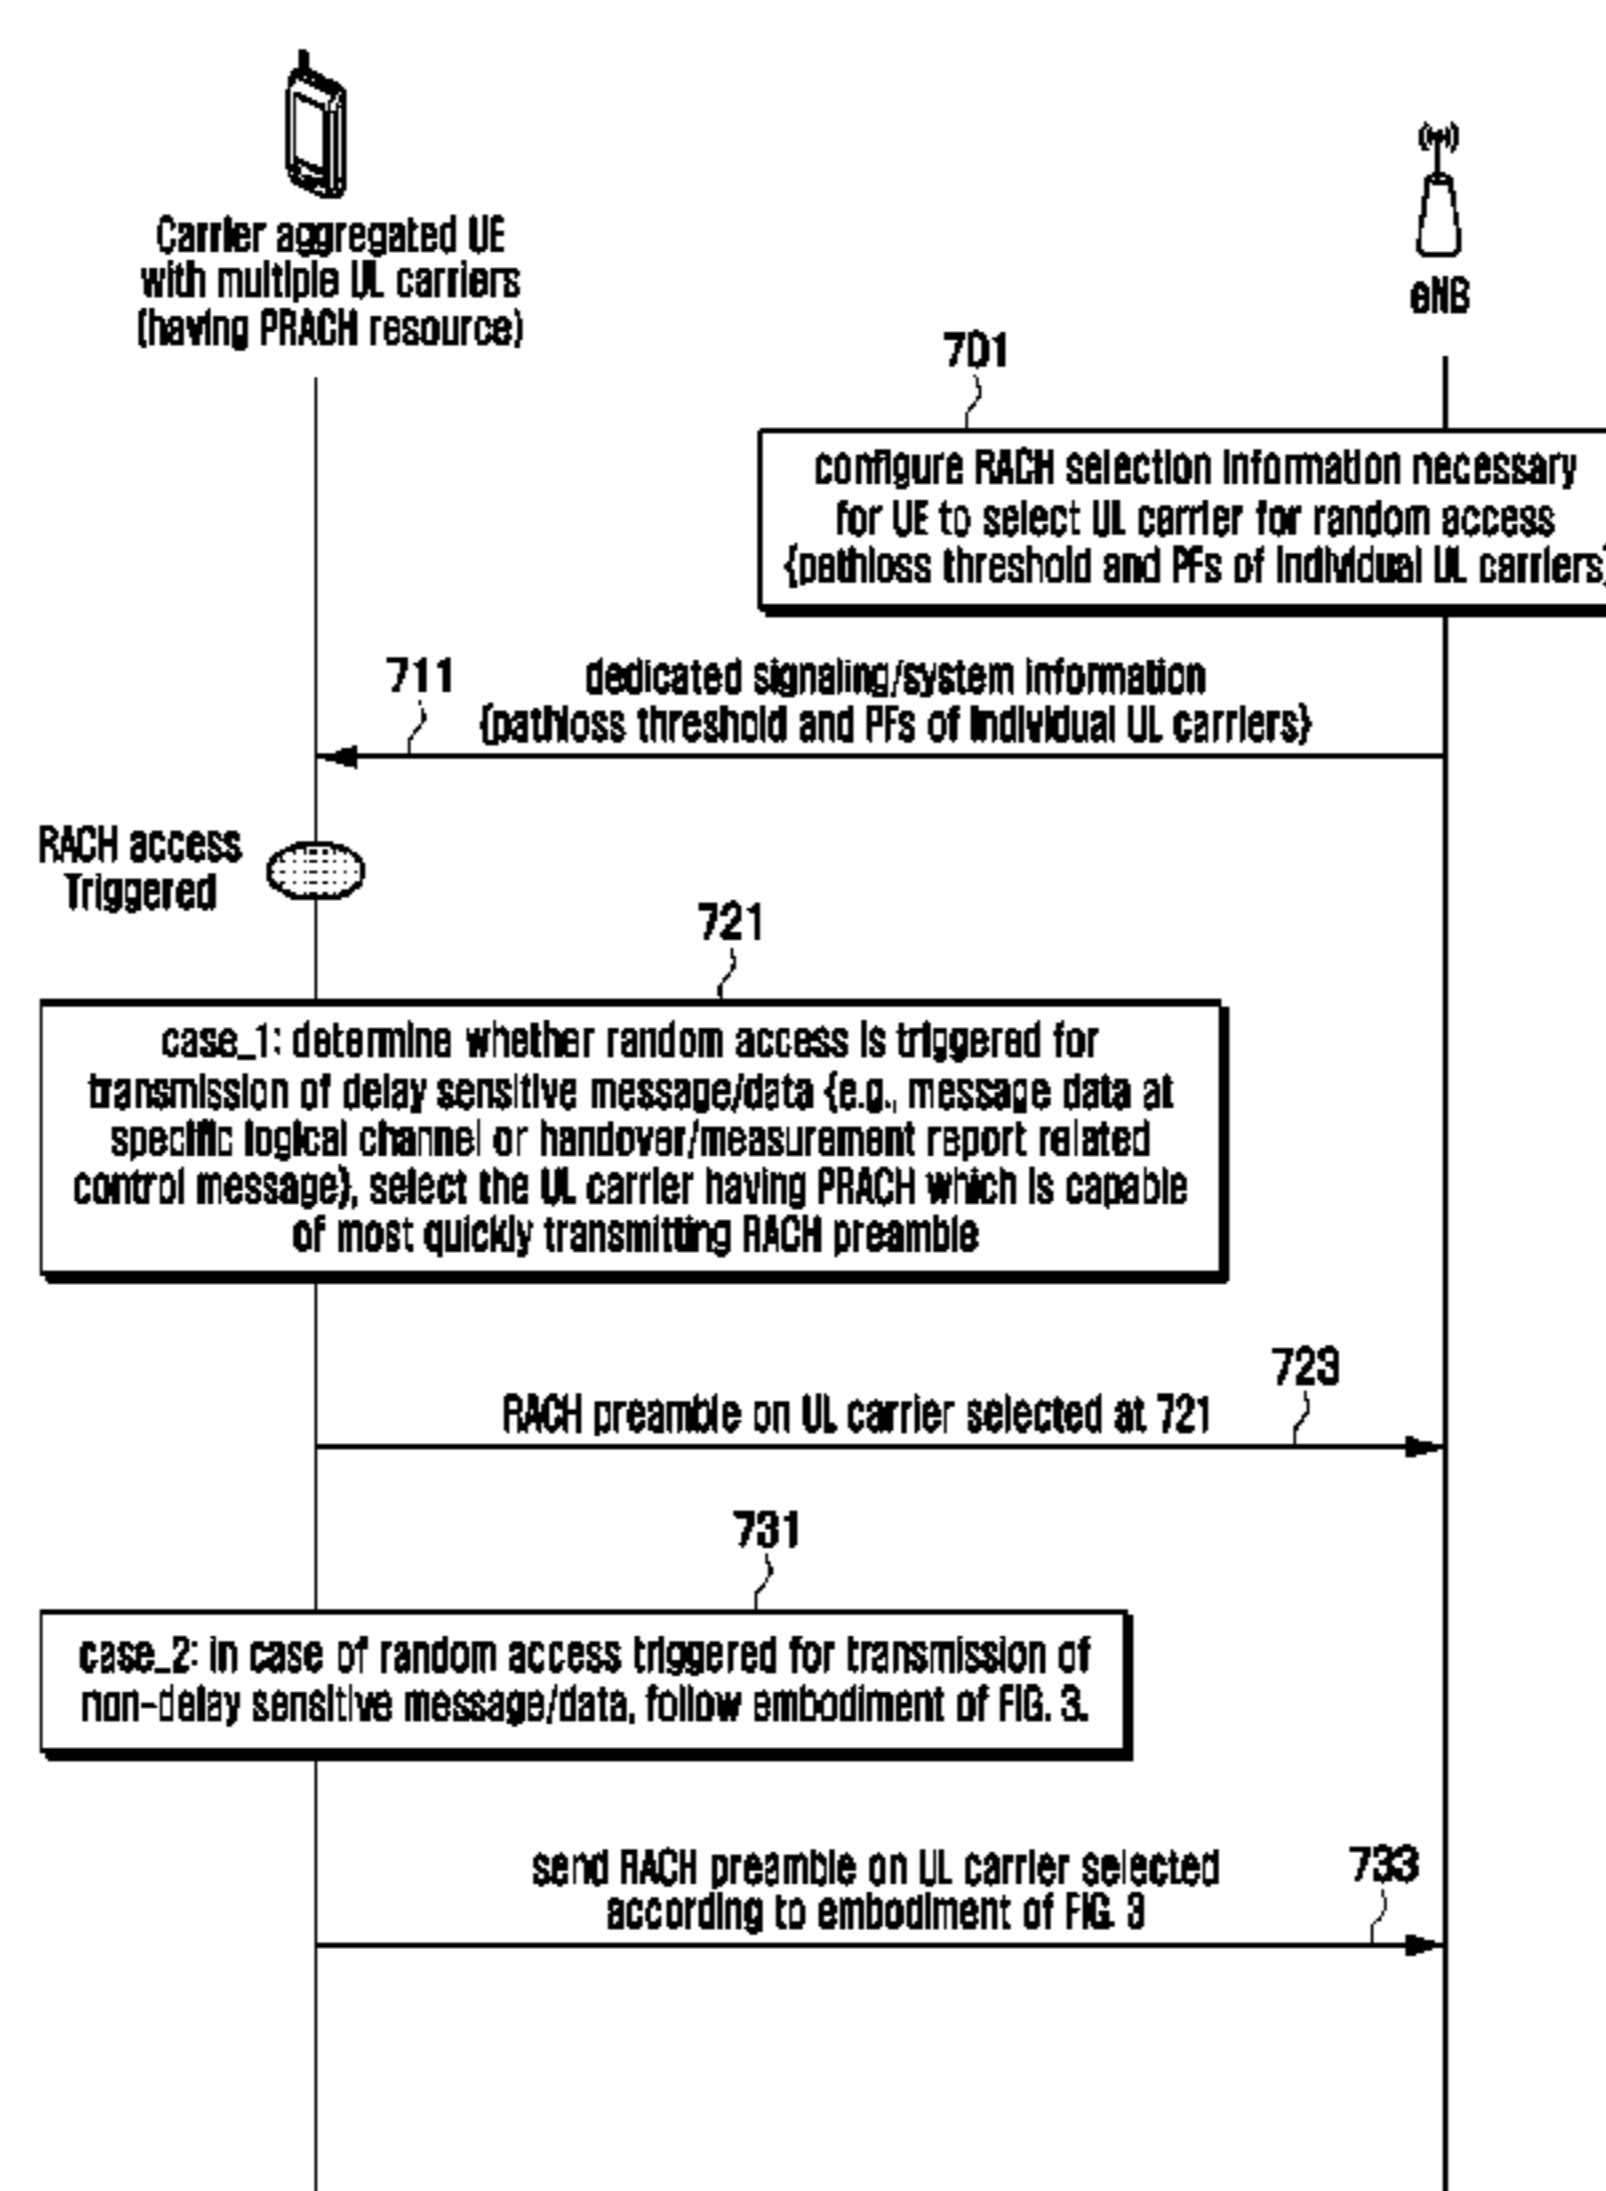 Carrier aggregated UE
with multiple UL carriers
(having PRACH resource)
eNB
701
configure RACH selection information necessary
for UE to select UL carrier for random access
{pathloss threshold and PFs of individual UL carriers}
711
dedicated signaling/system information
{pathloss threshold and PFs of individual UL carriers}
RACH access
Triggered
721
case_1: determine whether random access is triggered for
transmission of delay sensitive message/data {e.g., message data at
specific logical channel or handover/measurement report related
control message}, select the UL carrier having PRACH which is capable
of most quickly transmitting RACH preamble
723
RACH preamble on UL carrier selected at 721
731
case_2: in case of random access triggered for transmission of
non-delay sensitive message/data, follow embodiment of FIG. 3.
733
send RACH preamble on UL carrier selected
according to embodiment of FIG. 3